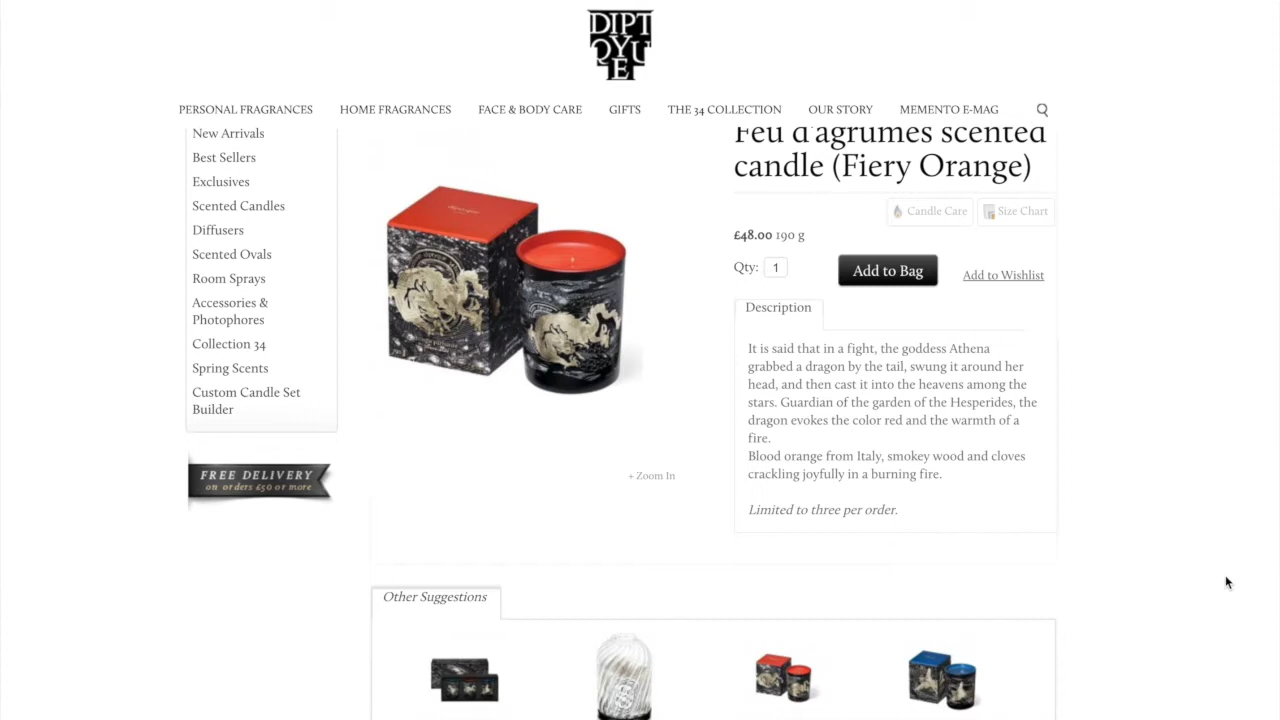 DIPT
QYU
E
PERSONAL FRAGRANCES
HOME FRAGRANCES
FACE & BODY CARE
GIFTS
THE 34 COLLECTION
OUR STORY
MEMENTO E-MAG
New Arrivals
Best Sellers
Exclusives
Scented Candles
Diffusers
Scented Ovals
Room Sprays
Accessories &
Photophores
Collection 34
Spring Scents
Custom Candle Set
Builder
FREE DELIVERY
on orders £50 or more
+ Zoom In
Feu d'agrumes scented
candle (Fiery Orange)
Candle Care
Size Chart
£48.00 190 g
Qty: 1
Add to Bag
Add to Wishlist
Description
It is said that in a fight, the goddess Athena
grabbed a dragon by the tail, swung it around her
head, and then cast it into the heavens among the
stars. Guardian of the garden of the Hesperides, the
dragon evokes the color red and the warmth of a
fire.
Blood orange from Italy, smokey wood and cloves
crackling joyfully in a burning fire.
Limited to three per order.
Other Suggestions